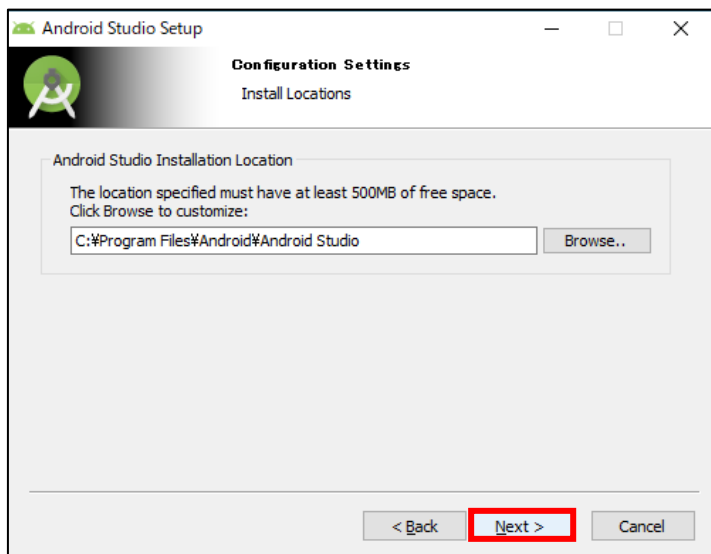 Android Studio Setup
Configuration Settings
Install Locations
Android Studio Installation Location
The location specified must have at least 500MB of free space.
Click Browse to customize:
C:¥Program Files¥Android¥Android Studio
Browse..
< Back
Next >
Cancel